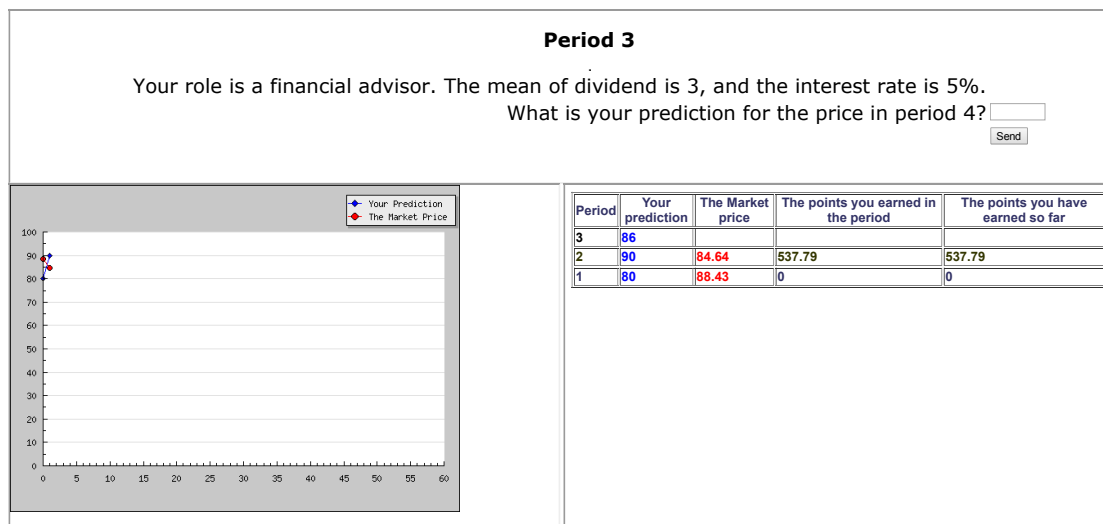 Period 3
.
Your role is a financial advisor. The mean of dividend is 3, and the interest rate is 5%.
What is your prediction for the price in period 4?
Send
Your Prediction
The Market Price
100
90
80
70
60
50
40
30
20
10
0
0 5 10 15 20 25 30 35 40 45 50 55 60
Period Your prediction The Market price The points you earned in the period The points you have earned so far
3 86
2 90 84.64 537.79 537.79
1 80 88.43 0 0